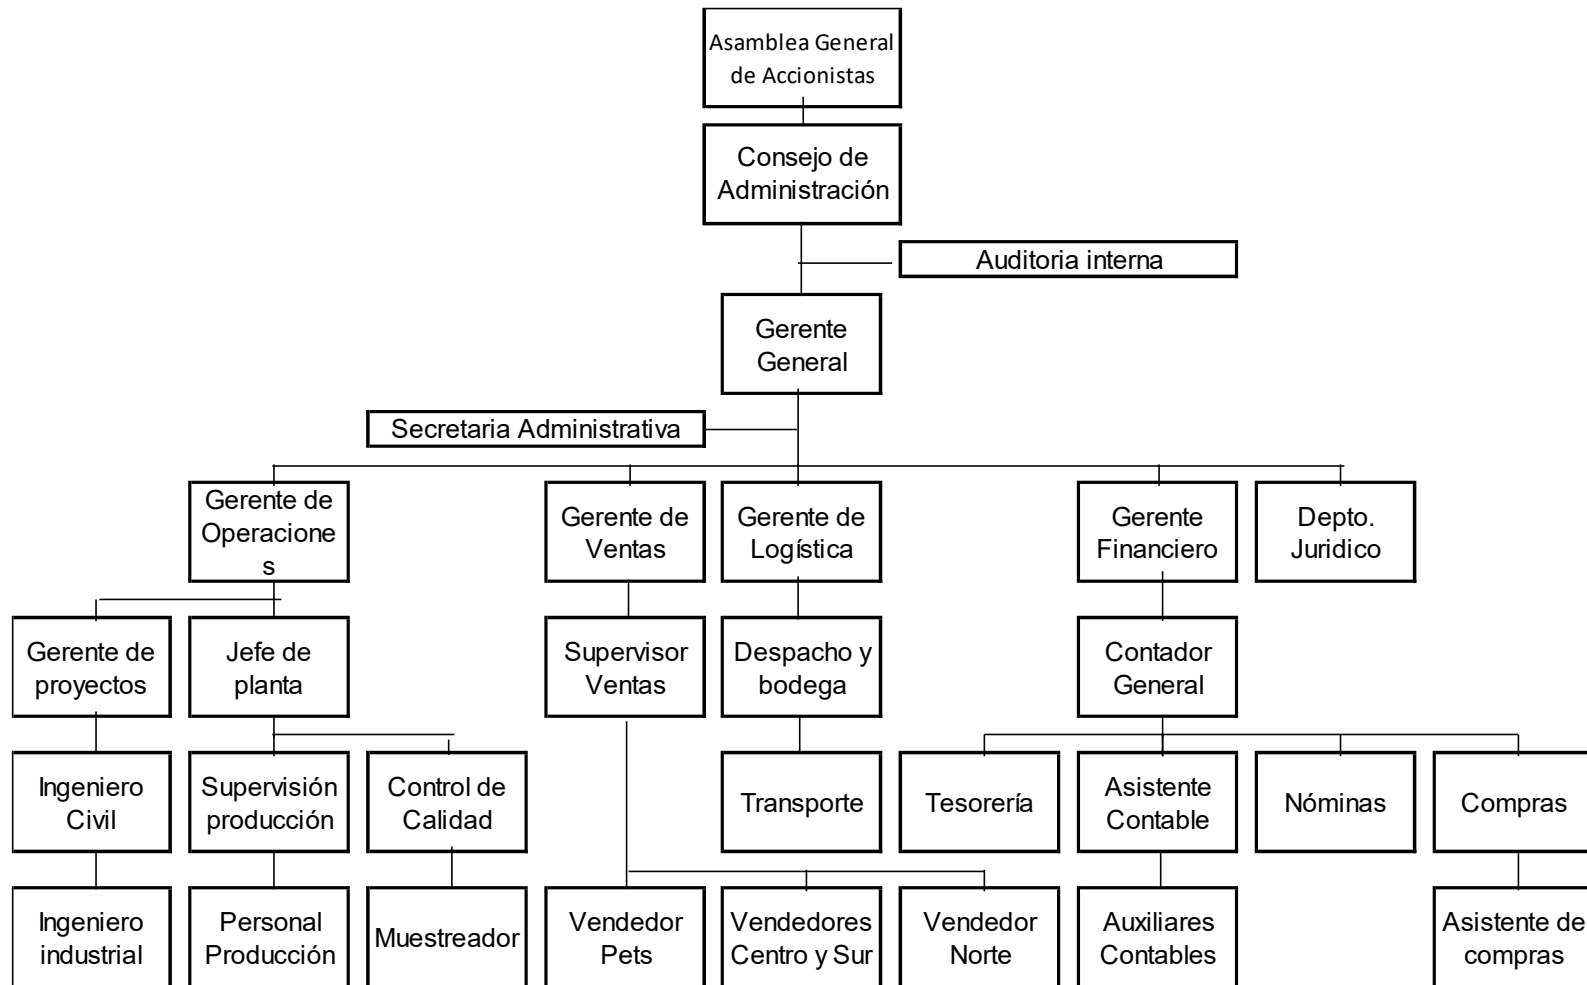 Asamblea General
de Accionistas
Consejo de
Administración
Auditoria interna
Gerente
General
Secretaria Administrativa
Gerente de
Operacione
s
Gerente de
Ventas
Gerente de
Logística
Gerente
Financiero
Depto.
Juridico
Gerente de
proyectos
Jefe de
planta
Supervisor
Ventas
Despacho y
bodega
Contador
General
Ingeniero
Civil
Supervisión
producción
Control de
Calidad
Transporte
Tesorería
Asistente
Contable
Nóminas
Compras
Ingeniero
industrial
Personal
Producción
Muestreador
Vendedor
Pets
Vendedores
Centro y Sur
Vendedor
Norte
Auxiliares
Contables
Asistente de
compras